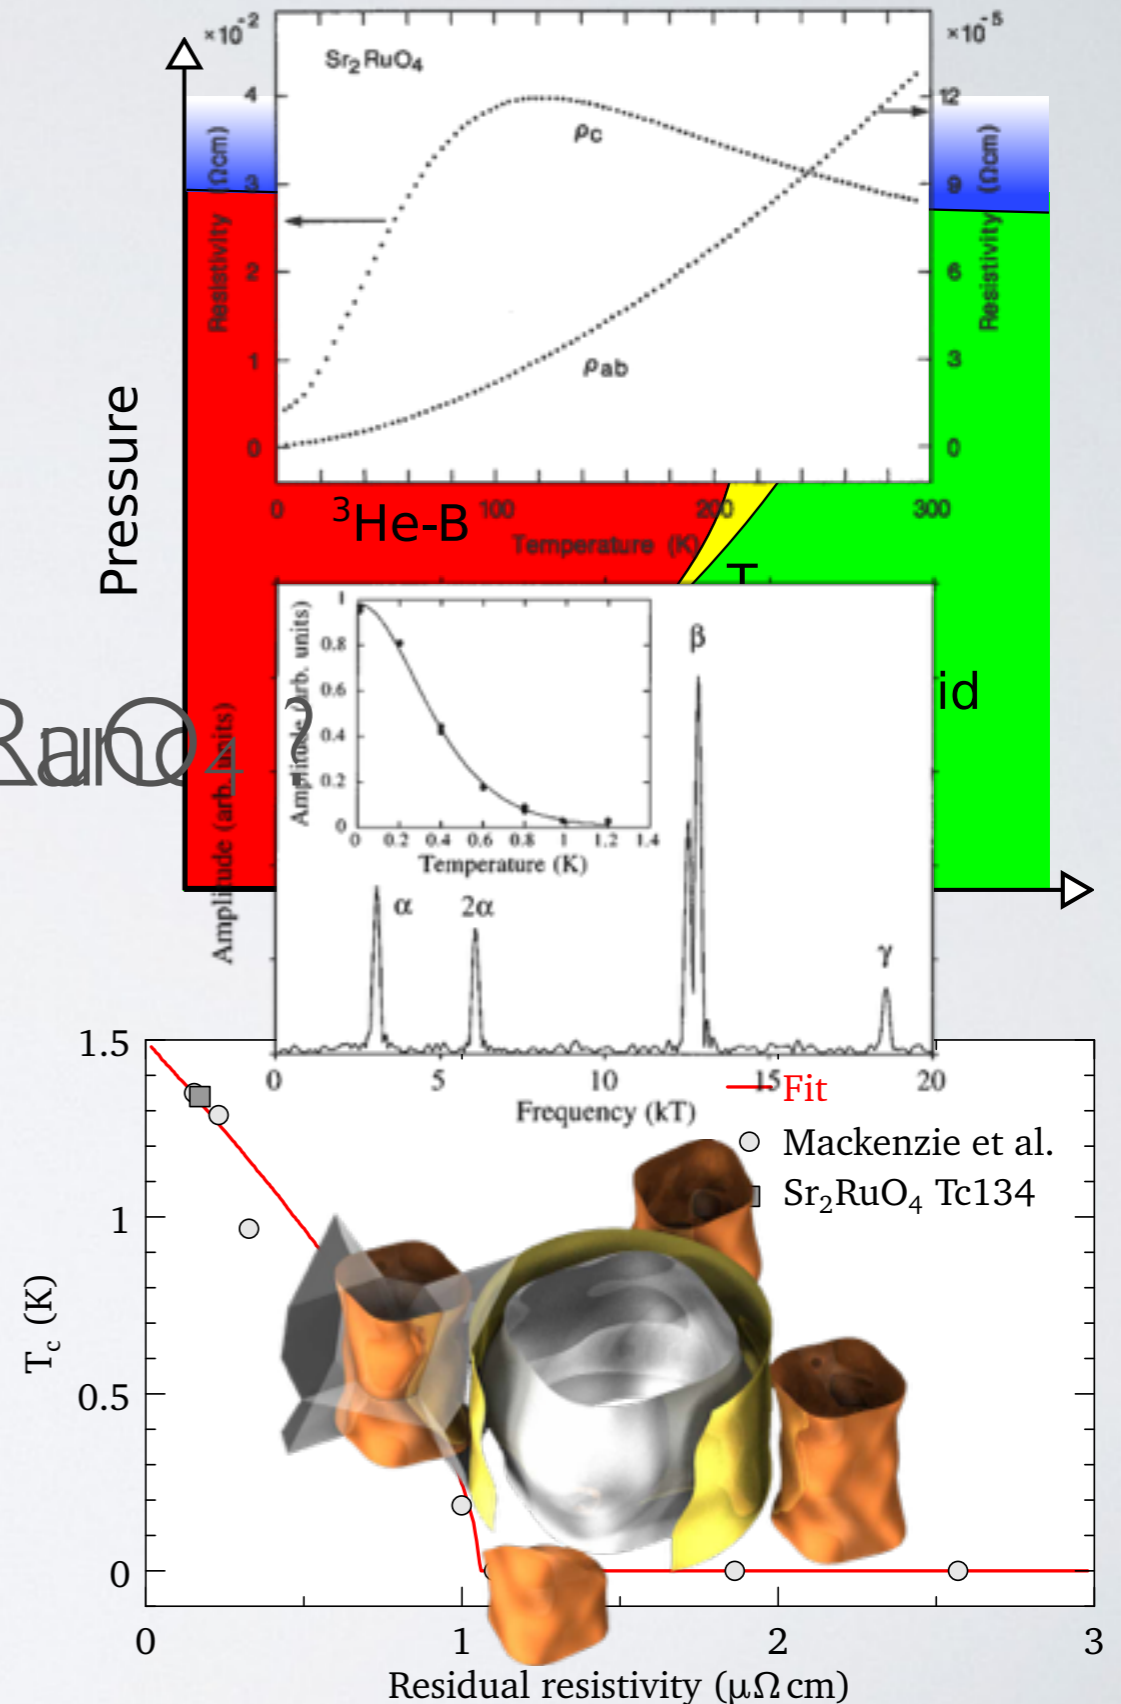 ×10⁻²
×10⁻⁵
Sr₂RuO₄
4
3
2
1
0
Resistivity (Ωcm)
ρc
ρab
12
9
6
3
0
Resistivity (Ωcm)
0
100
200
300
Temperature (K)
Pressure
³He-B
T
id
Amplitude (arb. units)
1
0.8
0.6
0.4
0.2
0
Amplitude (arb. units)
0 0.2 0.4 0.6 0.8 1 1.2 1.4
Temperature (K)
α
2α
β
γ
0 5 10 15 20
Frequency (kT)
1.5
1
0.5
0
T_c (K)
Fit
Mackenzie et al.
Sr₂RuO₄ Tc134
0 1 2 3
Residual resistivity (μΩcm)